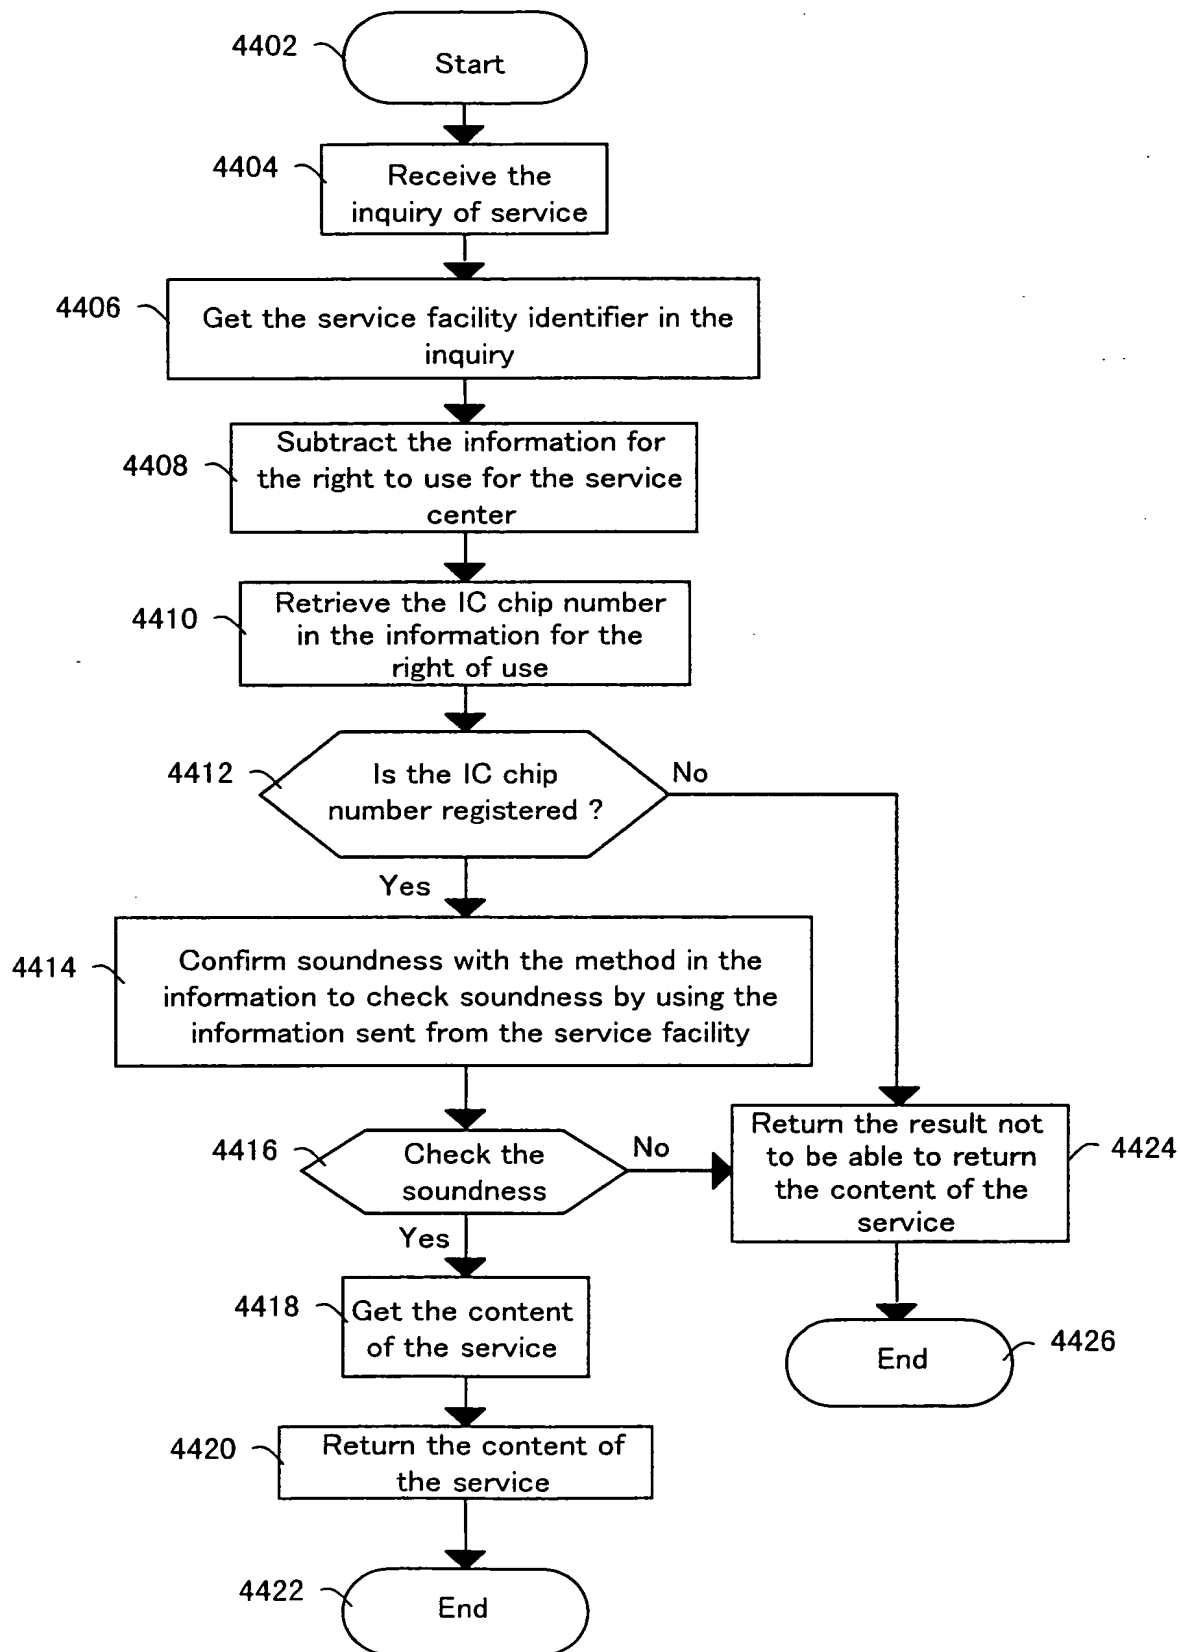 4402
Start
4404
Receive the
inquiry of service
4406
Get the service facility identifier in the
inquiry
4408
Subtract the information for
the right to use for the service
center
4410
Retrieve the IC chip number
in the information for the
right of use
4412
Is the IC chip
number registered ?
No
Yes
4414
Confirm soundness with the method in the
information to check soundness by using the
information sent from the service facility
4416
Check the
soundness
No
Yes
Return the result not
to be able to return
the content of the
service
4424
4418
Get the content
of the service
End
4426
4420
Return the content of
the service
4422
End